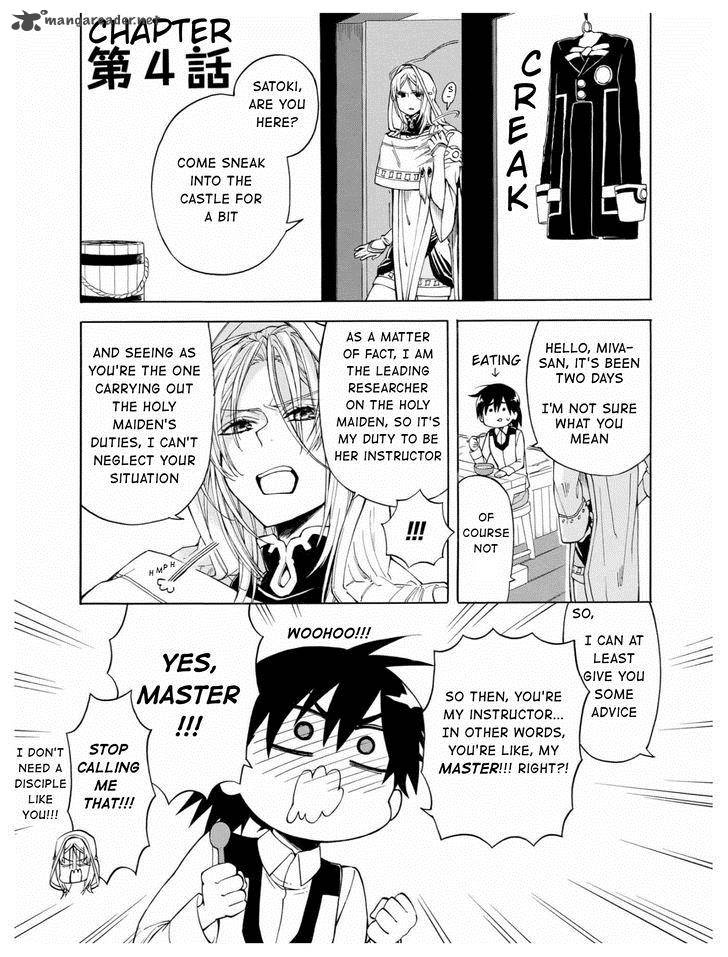 mangareader.net
CHAPTER
第4話
CREAK
S-
SATOKI,
ARE YOU
HERE?
COME SNEAK
INTO THE
CASTLE FOR
A BIT
HELLO, MIVA-
SAN, IT'S BEEN
TWO DAYS
I'M NOT SURE
WHAT YOU
MEAN
EATING
↓
OF
COURSE
NOT
AS A MATTER
OF FACT, I AM
THE LEADING
RESEARCHER
ON THE HOLY
MAIDEN, SO IT'S
MY DUTY TO BE
HER INSTRUCTOR
!!!
AND SEEING AS
YOU'RE THE ONE
CARRYING OUT
THE HOLY
MAIDEN'S
DUTIES, I CAN'T
NEGLECT YOUR
SITUATION
HMPH
SO,
I CAN AT
LEAST
GIVE YOU
SOME
ADVICE
SO THEN, YOU'RE
MY INSTRUCTOR...
IN OTHER WORDS,
YOU'RE LIKE, MY
MASTER!!! RIGHT?!
WOOHOO!!!
YES,
MASTER
!!!
STOP
CALLING
ME
THAT!!!
I DON'T
NEED A
DISCIPLE
LIKE
YOU!!!